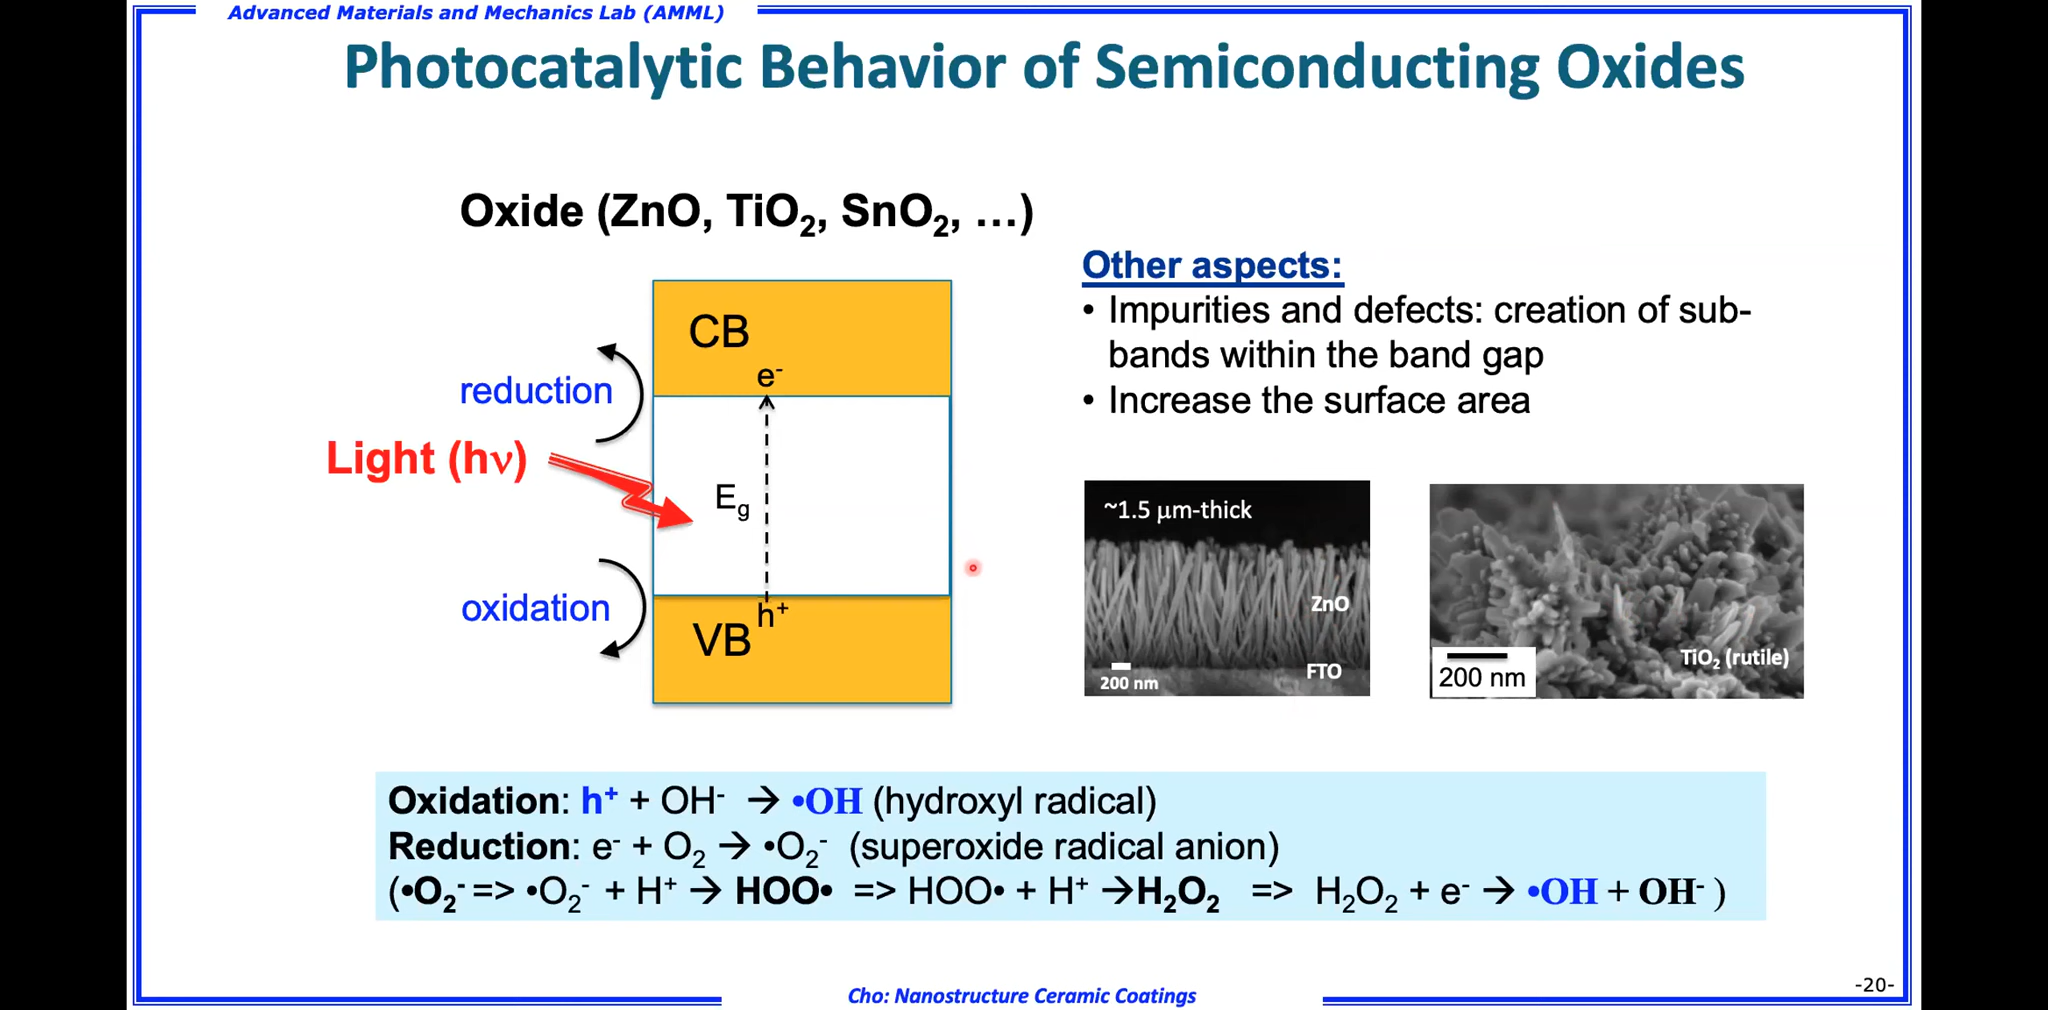 Advanced Materials and Mechanics Lab (AMML)
Photocatalytic Behavior of Semiconducting Oxides
Oxide (ZnO, TiO₂, SnO₂, …)
CB
e⁻
reduction
Light (hν)
E_g
oxidation
h⁺
VB
Other aspects:
• Impurities and defects: creation of sub-
bands within the band gap
• Increase the surface area
~1.5 μm-thick
ZnO
FTO
200 nm
TiO₂ (rutile)
200 nm
Oxidation: h⁺ + OH⁻ → •OH (hydroxyl radical)
Reduction: e⁻ + O₂ → •O₂⁻ (superoxide radical anion)
(•O₂⁻ => •O₂⁻ + H⁺ → HOO• => HOO• + H⁺ →H₂O₂ => H₂O₂ + e⁻ → •OH + OH⁻ )
Cho: Nanostructure Ceramic Coatings
-20-